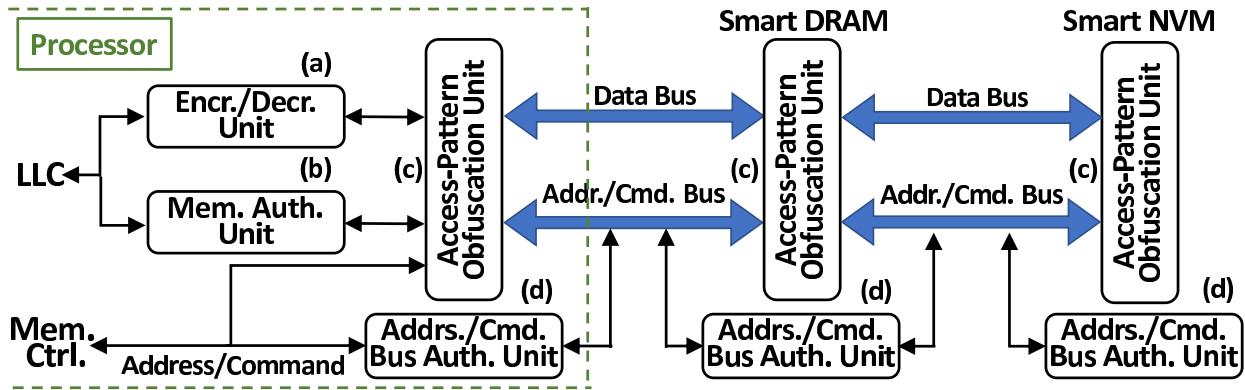 Processor
Smart DRAM
Smart NVM
(a)
Encr./Decr.
Unit
(b)
Mem. Auth.
Unit
LLC
(c)
Access-Pattern
Obfuscation Unit
Data Bus
Addr./Cmd. Bus
(c)
Access-Pattern
Obfuscation Unit
Data Bus
Addr./Cmd. Bus
(c)
Access-Pattern
Obfuscation Unit
Mem.
Ctrl.
Address/Command
(d)
Addrs./Cmd.
Bus Auth. Unit
(d)
Addrs./Cmd.
Bus Auth. Unit
(d)
Addrs./Cmd.
Bus Auth. Unit